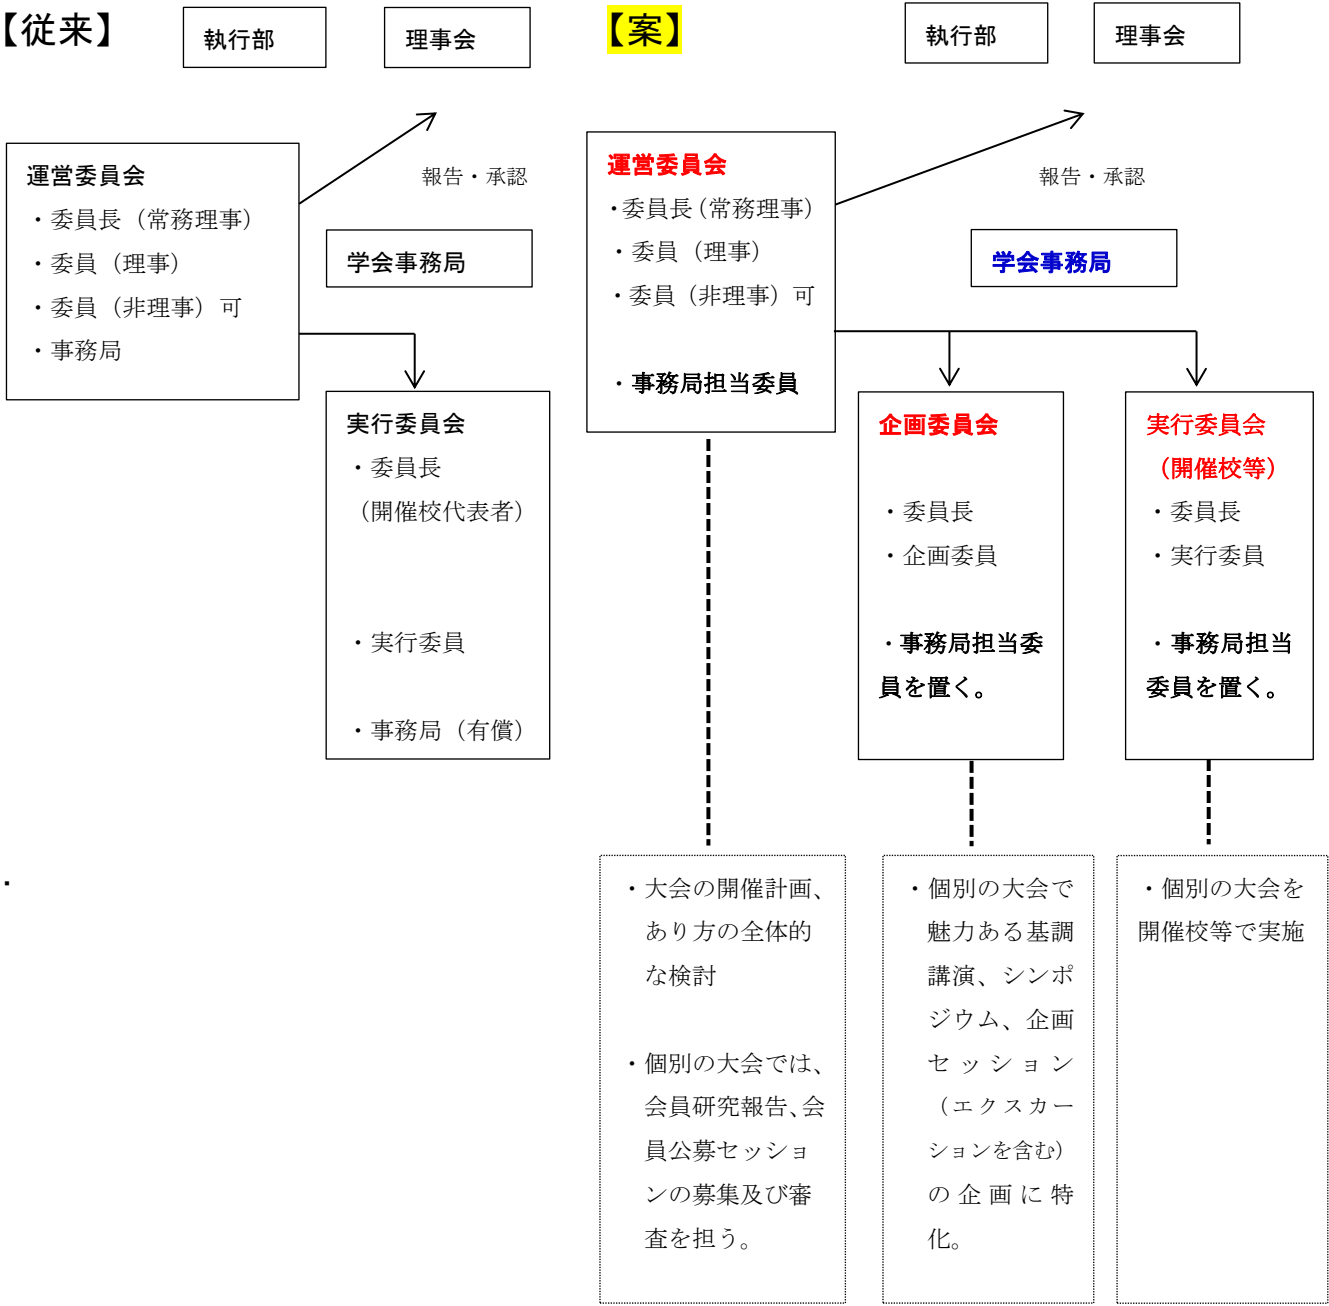 【従来】
執行部
理事会
報告・承認
運営委員会
・委員長（常務理事）
・委員（理事）
・委員（非理事）可
・事務局
学会事務局
実行委員会
・委員長
（開催校代表者）
・実行委員
・事務局（有償）
.
【案】
執行部
理事会
報告・承認
運営委員会
・委員長（常務理事）
・委員（理事）
・委員（非理事）可
・事務局担当委員
学会事務局
企画委員会
・委員長
・企画委員
・事務局担当委
員を置く。
実行委員会
（開催校等）
・委員長
・実行委員
・事務局担当
委員を置く。
・大会の開催計画、
あり方の全体的
な検討
・個別の大会では、
会員研究報告、会
員公募セッショ
ンの募集及び審
査を担う。
・個別の大会で
魅力ある基調
講演、シンポ
ジウム、企画
セッション
（エクスカー
ションを含む）
の企画に特
化。
・個別の大会を
開催校等で実施